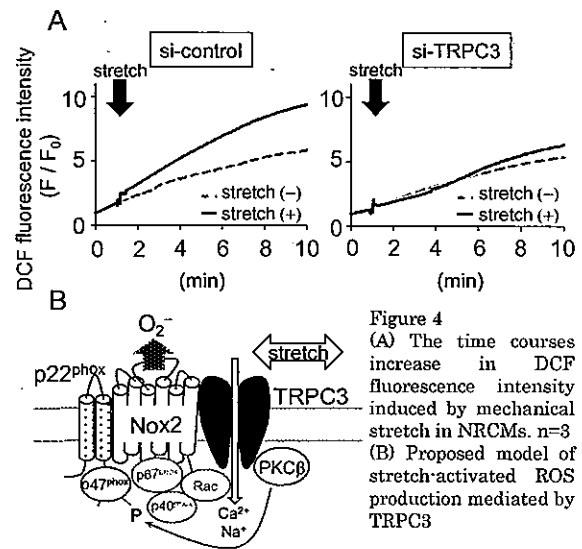 A
si-control
si-TRPC3
stretch
stretch
DCF fluorescence intensity
(F / F0)
10
5
0
stretch (−)
stretch (+)
0 2 4 6 8 10
(min)
10
5
0
stretch (−)
stretch (+)
0 2 4 6 8 10
(min)
B
O2−
stretch
p22phox
TRPC3
Nox2
p47phox
p67phox
Rac
PKCβ
P
p40phox
Ca2+
Na+
Figure 4
(A) The time courses
increase in DCF
fluorescence intensity
induced by mechanical
stretch in NRCMs. n=3
(B) Proposed model of
stretch-activated ROS
production mediated by
TRPC3